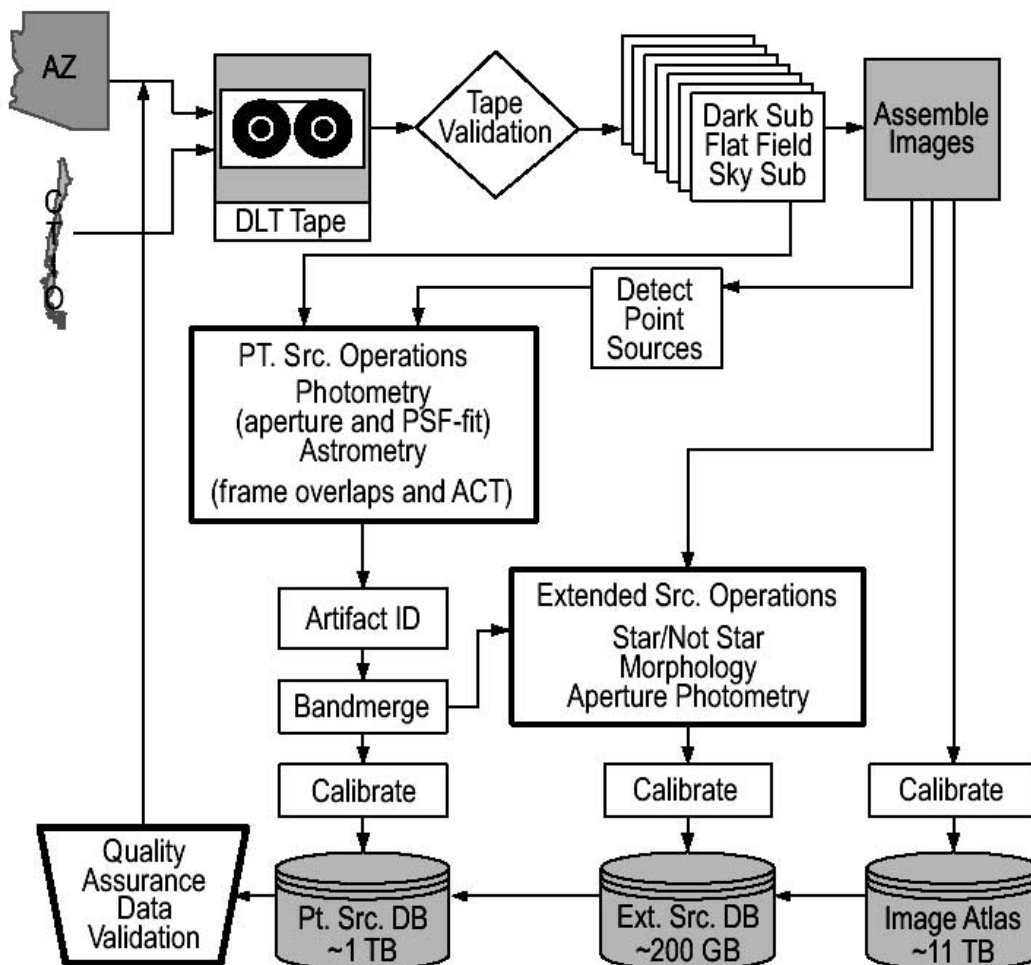 AZ
CTIO
DLT Tape
Tape
Validation
Dark Sub
Flat Field
Sky Sub
Assemble
Images
Detect
Point
Sources
PT. Src. Operations
Photometry
(aperture and PSF-fit)
Astrometry
(frame overlaps and ACT)
Artifact ID
Bandmerge
Calibrate
Extended Src. Operations
Star/Not Star
Morphology
Aperture Photometry
Calibrate
Calibrate
Quality
Assurance
Data
Validation
Pt. Src. DB
~1 TB
Ext. Src. DB
~200 GB
Image Atlas
~11 TB